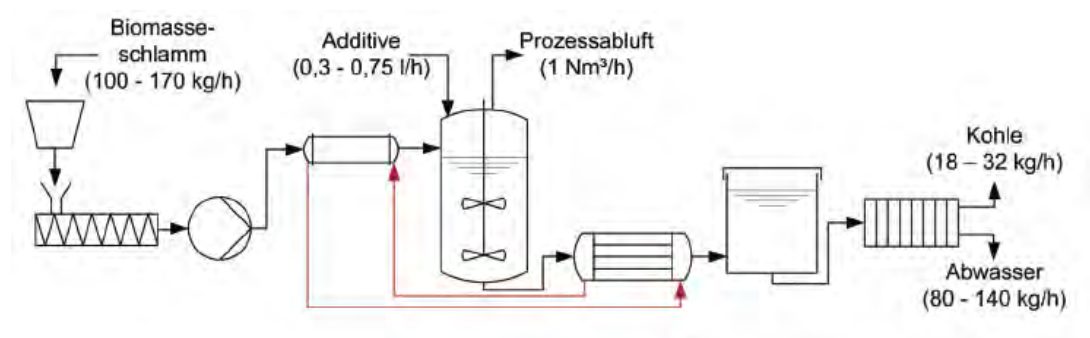 Biomasse-
schlamm
(100 - 170 kg/h)
Additive
(0,3 - 0,75 l/h)
Prozessabluft
(1 Nm³/h)
Kohle
(18 – 32 kg/h)
Abwasser
(80 - 140 kg/h)